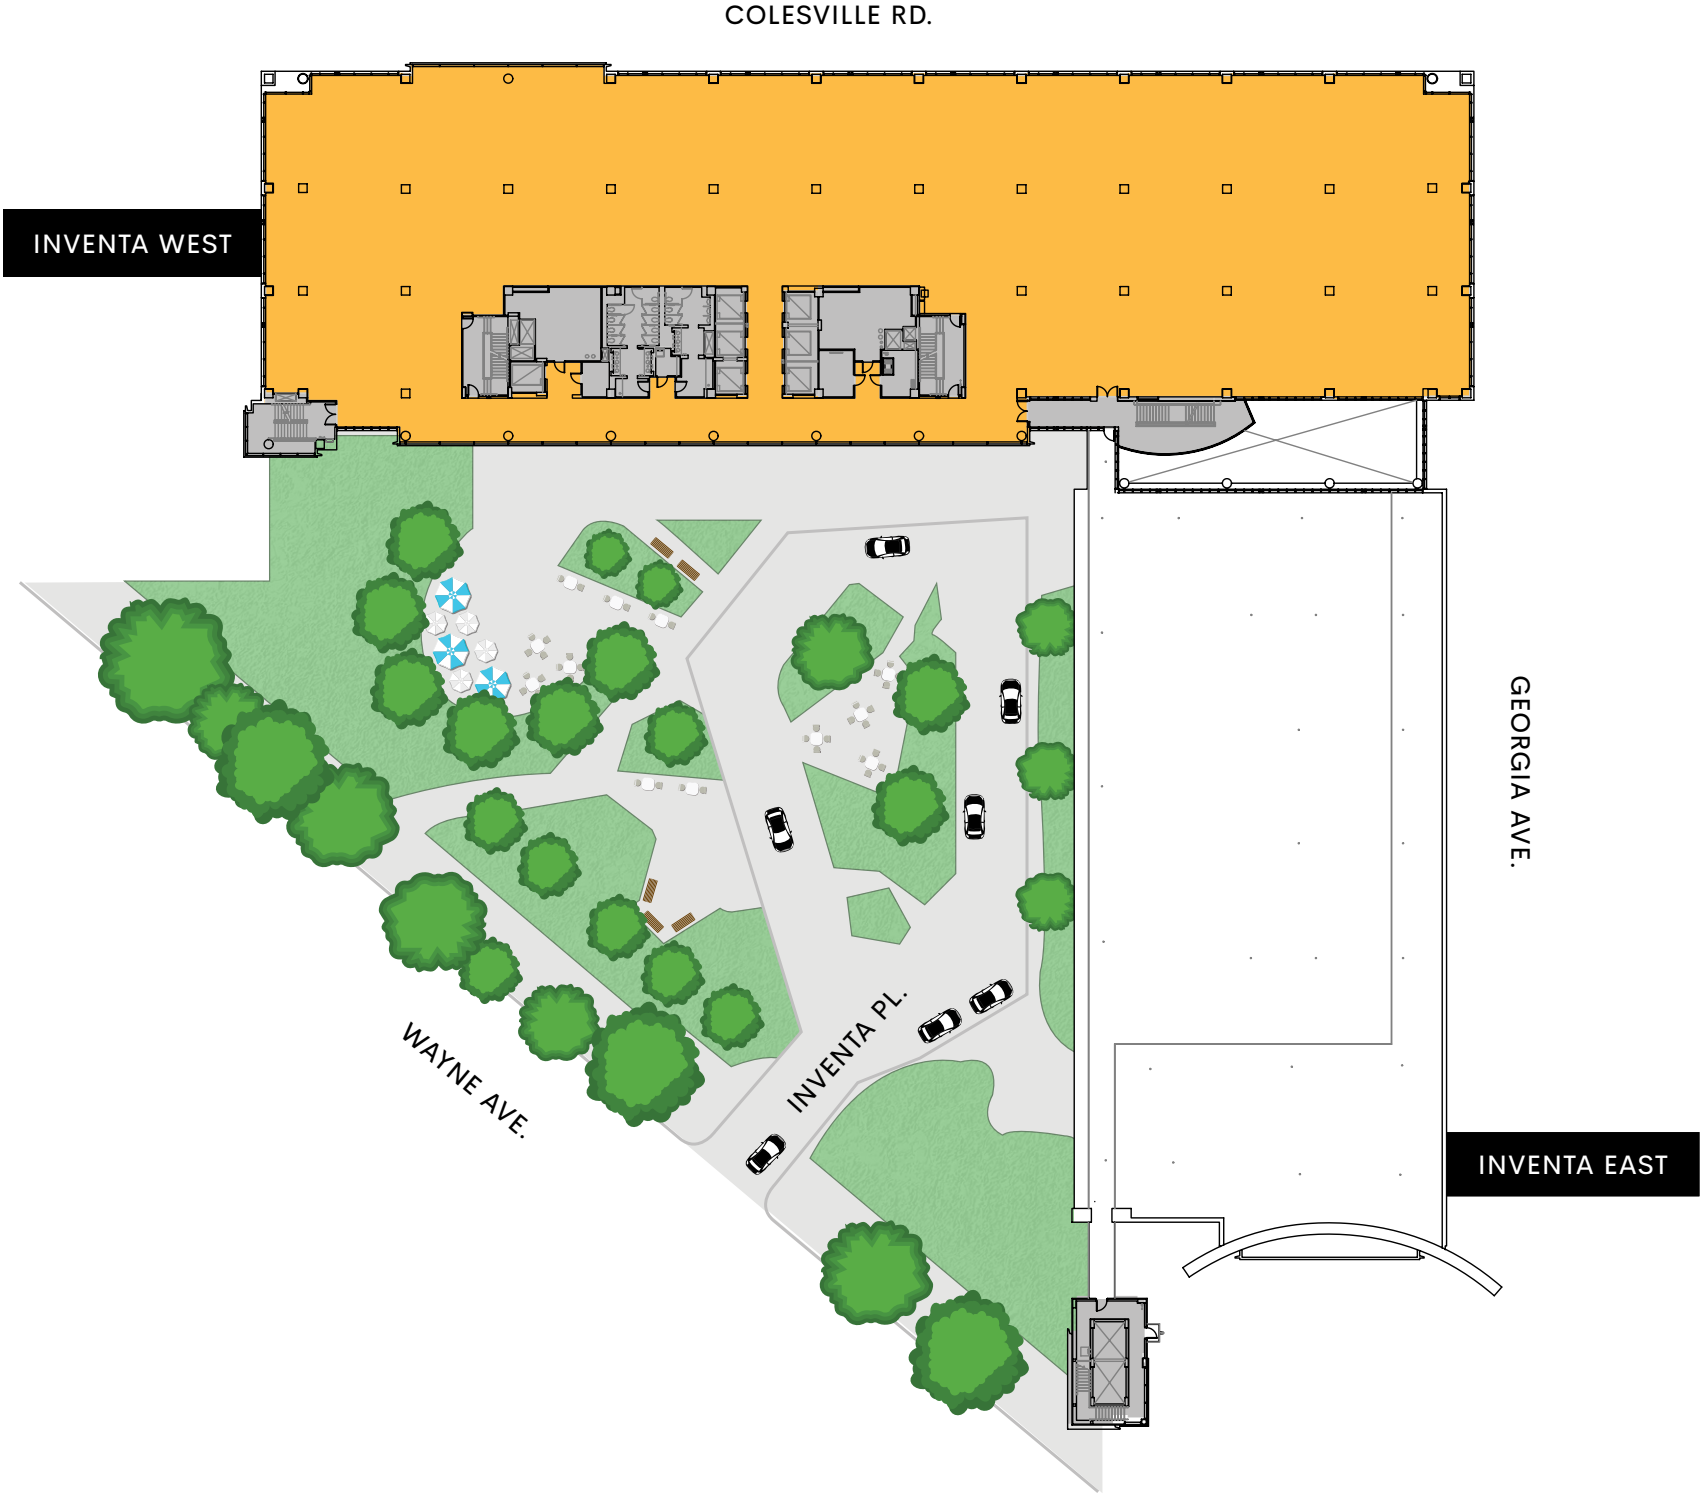 COLESVILLE RD.
INVENTA WEST
GEORGIA AVE.
INVENTA PL.
WAYNE AVE.
INVENTA EAST